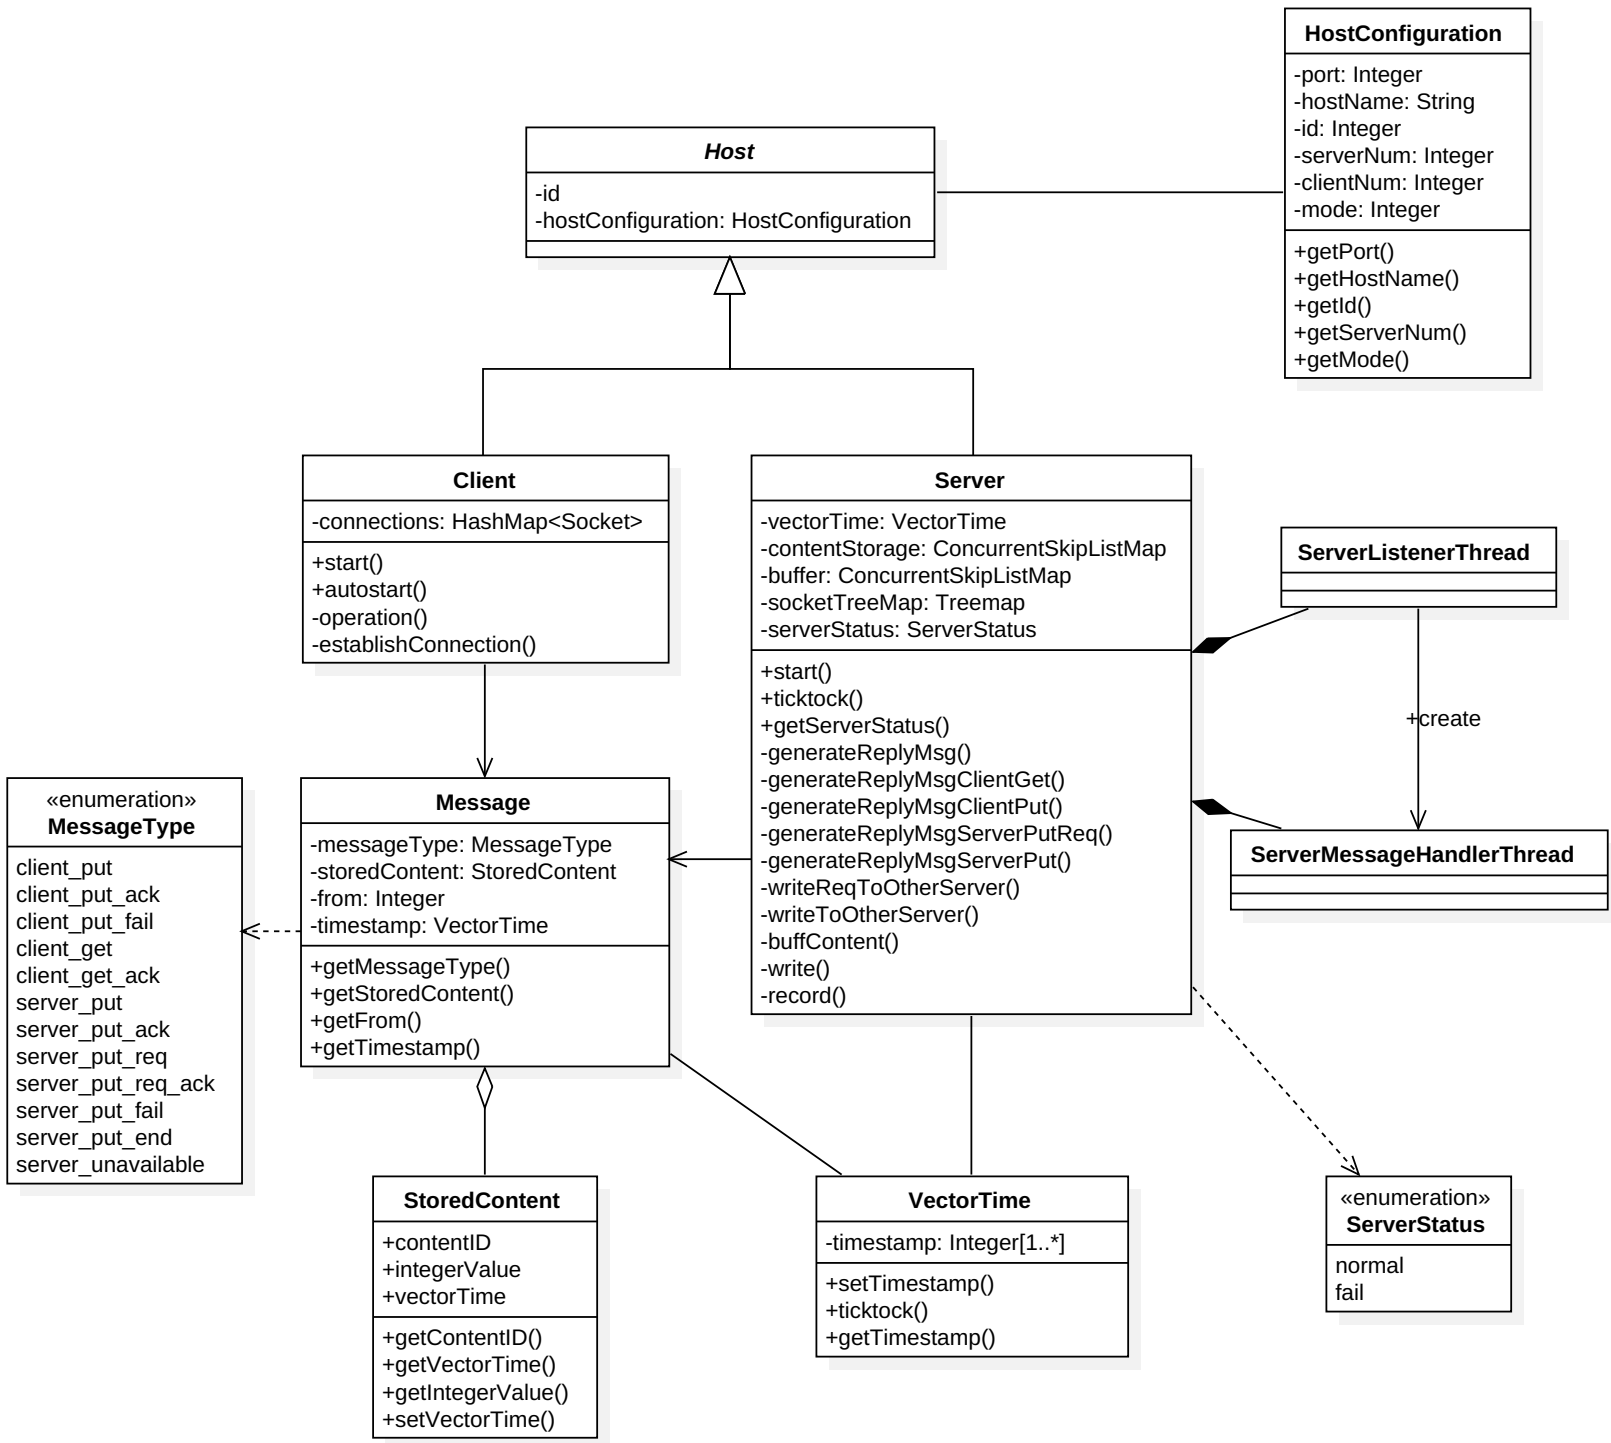 HostConfiguration
-port: Integer
-hostName: String
-id: Integer
-serverNum: Integer
-clientNum: Integer
-mode: Integer
+getPort()
+getHostName()
+getId()
+getServerNum()
+getMode()
Host
-id
-hostConfiguration: HostConfiguration
Client
-connections: HashMap<Socket>
+start()
+autostart()
-operation()
-establishConnection()
Server
-vectorTime: VectorTime
-contentStorage: ConcurrentSkipListMap
-buffer: ConcurrentSkipListMap
-socketTreeMap: Treemap
-serverStatus: ServerStatus
+start()
+ticktock()
+getServerStatus()
-generateReplyMsg()
-generateReplyMsgClientGet()
-generateReplyMsgClientPut()
-generateReplyMsgServerPutReq()
-generateReplyMsgServerPut()
-writeReqToOtherServer()
-writeToOtherServer()
-buffContent()
-write()
-record()
ServerListenerThread
+create
ServerMessageHandlerThread
«enumeration»
MessageType
client_put
client_put_ack
client_put_fail
client_get
client_get_ack
server_put
server_put_ack
server_put_req
server_put_req_ack
server_put_fail
server_put_end
server_unavailable
Message
-messageType: MessageType
-storedContent: StoredContent
-from: Integer
-timestamp: VectorTime
+getMessageType()
+getStoredContent()
+getFrom()
+getTimestamp()
StoredContent
+contentID
+integerValue
+vectorTime
+getContentID()
+getVectorTime()
+getIntegerValue()
+setVectorTime()
VectorTime
-timestamp: Integer[1..*]
+setTimestamp()
+ticktock()
+getTimestamp()
«enumeration»
ServerStatus
normal
fail